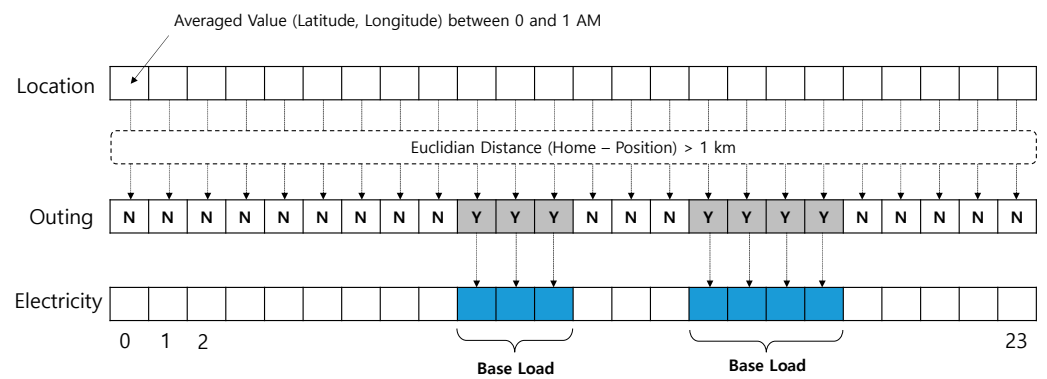 Averaged Value (Latitude, Longitude) between 0 and 1 AM
Location
Euclidian Distance (Home – Position) > 1 km
Outing N N N N N N N N N Y Y Y N N N Y Y Y Y N N N N N
Electricity
0 1 2 23
Base Load Base Load